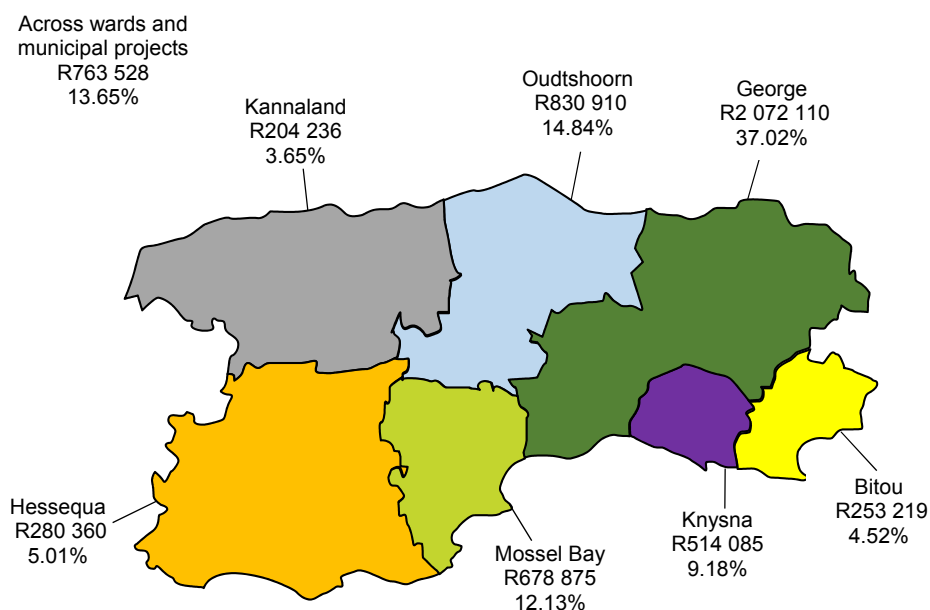 Across wards and
municipal projects
R763 528
13.65%
Kannaland
R204 236
3.65%
Oudtshoorn
R830 910
14.84%
George
R2 072 110
37.02%
Hessequa
R280 360
5.01%
Mossel Bay
R678 875
12.13%
Knysna
R514 085
9.18%
Bitou
R253 219
4.52%